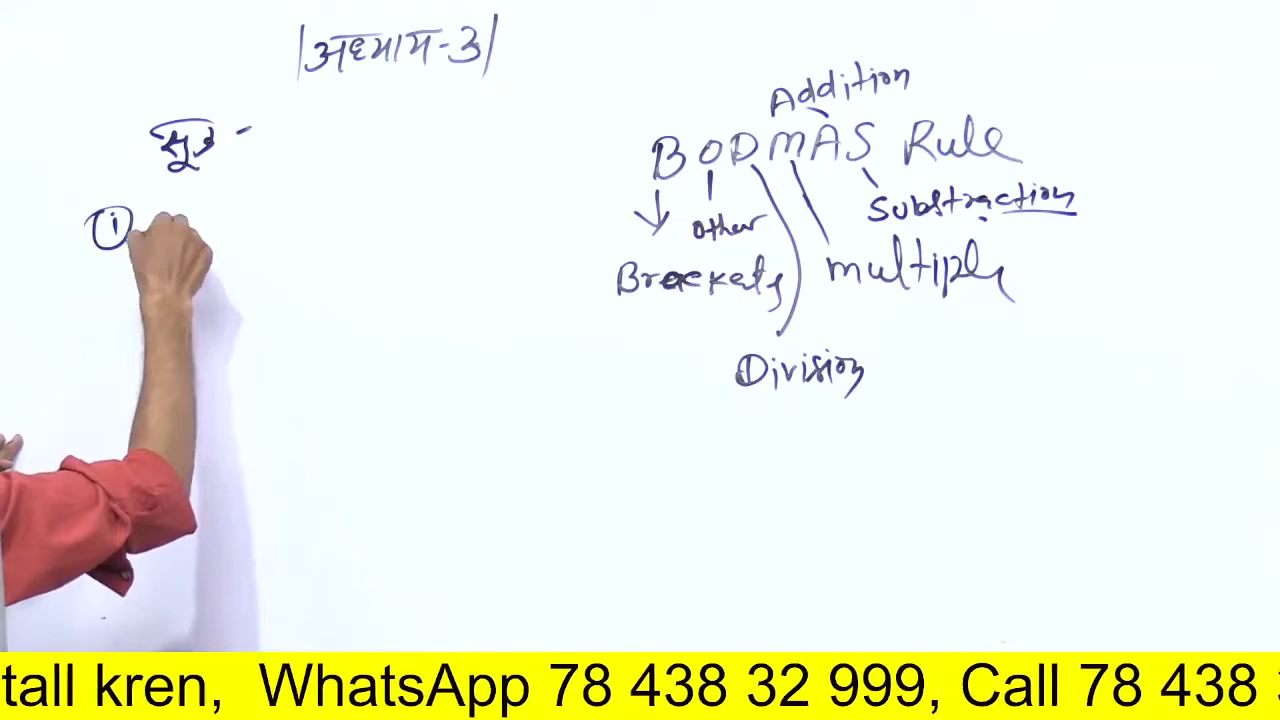 |अध्याय-3|
सूत्र -
(i)
Addition
BODMAS Rule
Substraction
other
Brackets
multiple
Division
tall kren, WhatsApp 78 438 32 999, Call 78 438